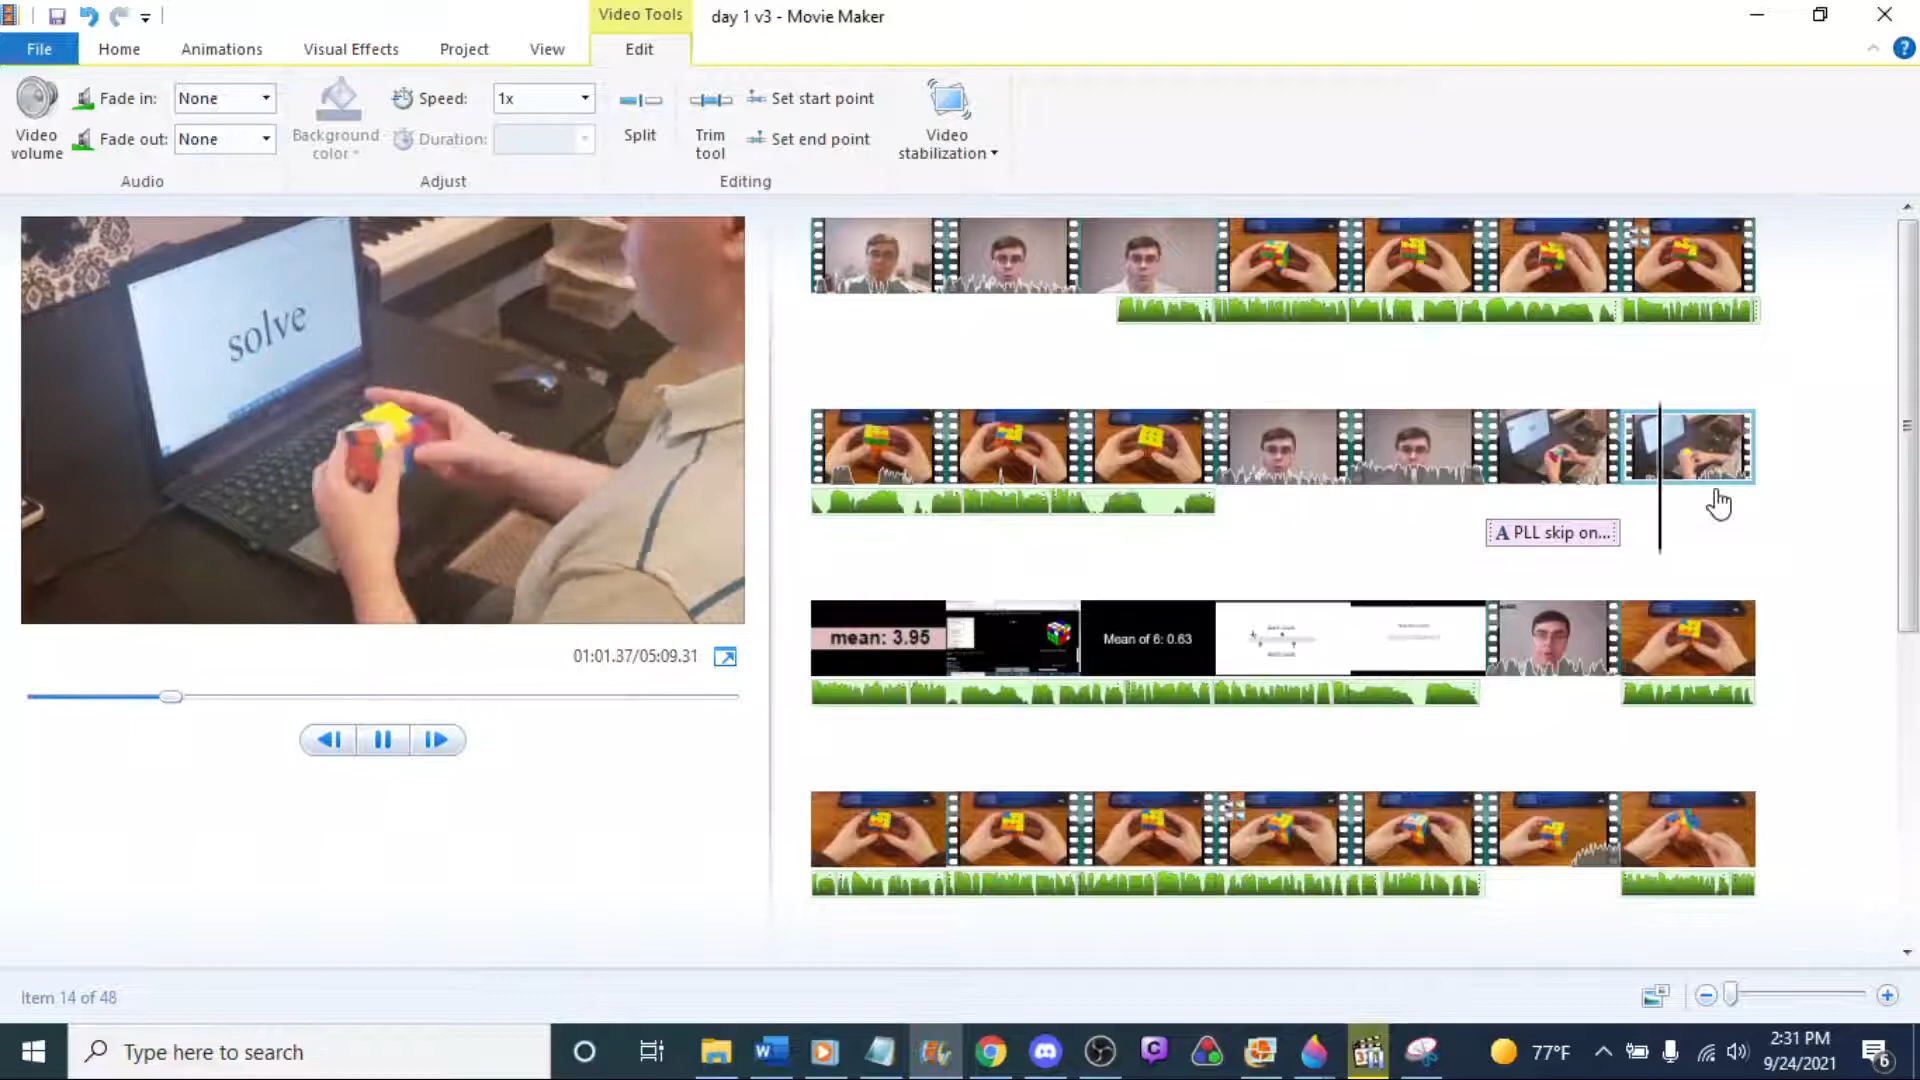 Video Tools
day 1 v3 - Movie Maker
File
Home
Animations
Visual Effects
Project
View
Edit
Video volume
Fade in: None
Fade out: None
Audio
Background color
Speed: 1x
Duration:
Adjust
Split
Trim tool
Set start point
Set end point
Editing
Video stabilization
solve
01:01.37/05:09.31
A PLL skip on...
mean: 3.95
Mean of 6: 0.63
Item 14 of 48
Type here to search
77°F
2:31 PM
9/24/2021
6